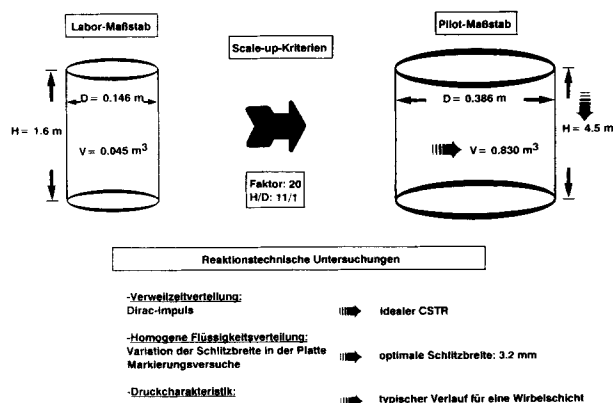 Labor-Maßstab
Scale-up-Kriterien
Pilot-Maßstab
D = 0.146 m
H = 1.6 m
V = 0.045 m³
Faktor: 20
H/D: 11/1
D = 0.386 m
H = 4.5 m
V = 0.830 m³
Reaktionstechnische Untersuchungen
-Verweilzeitverteilung:
Dirac-Impuls
idealer CSTR
-Homogene Flüssigkeitsverteilung:
Variation der Schlitzbreite in der Platte
Markierungsversuche
optimale Schlitzbreite: 3.2 mm
-Druckcharakteristik:
typischer Verlauf für eine Wirbelschicht